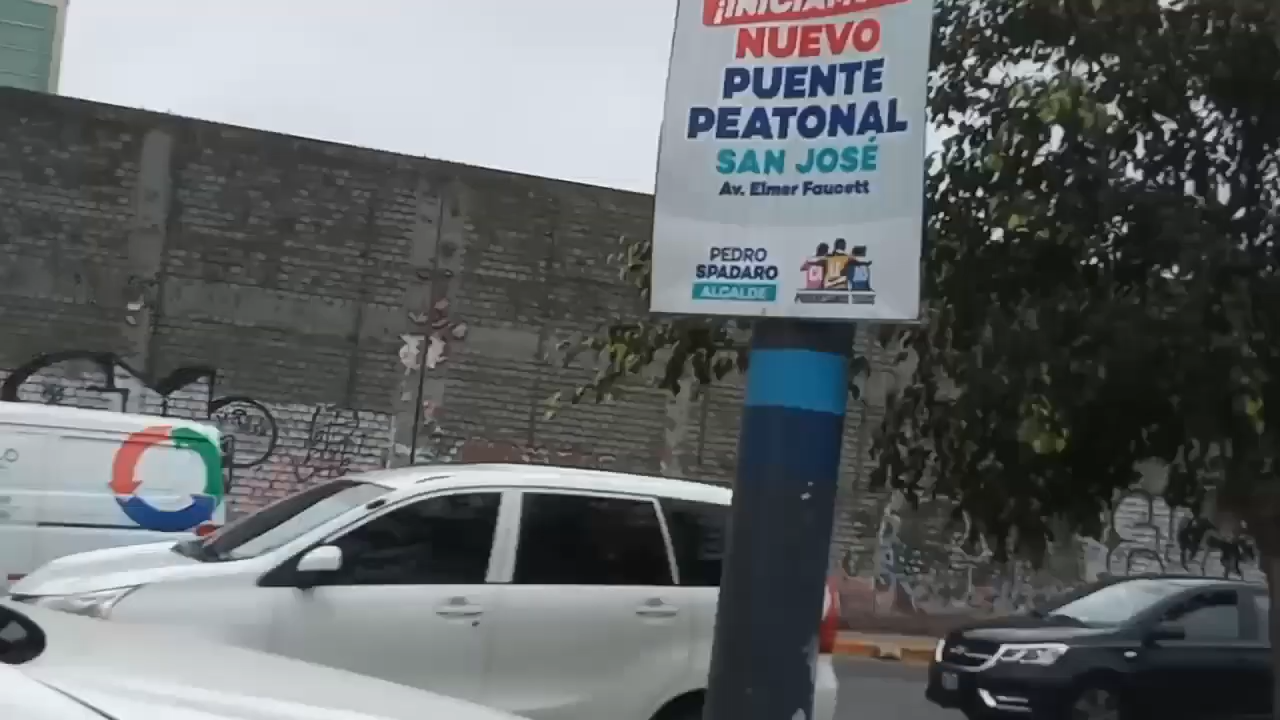 NUEVO
PUENTE
PEATONAL
SAN JOSÉ
Av. Elmer Faucett
PEDRO
SPADARO
ALCALDE